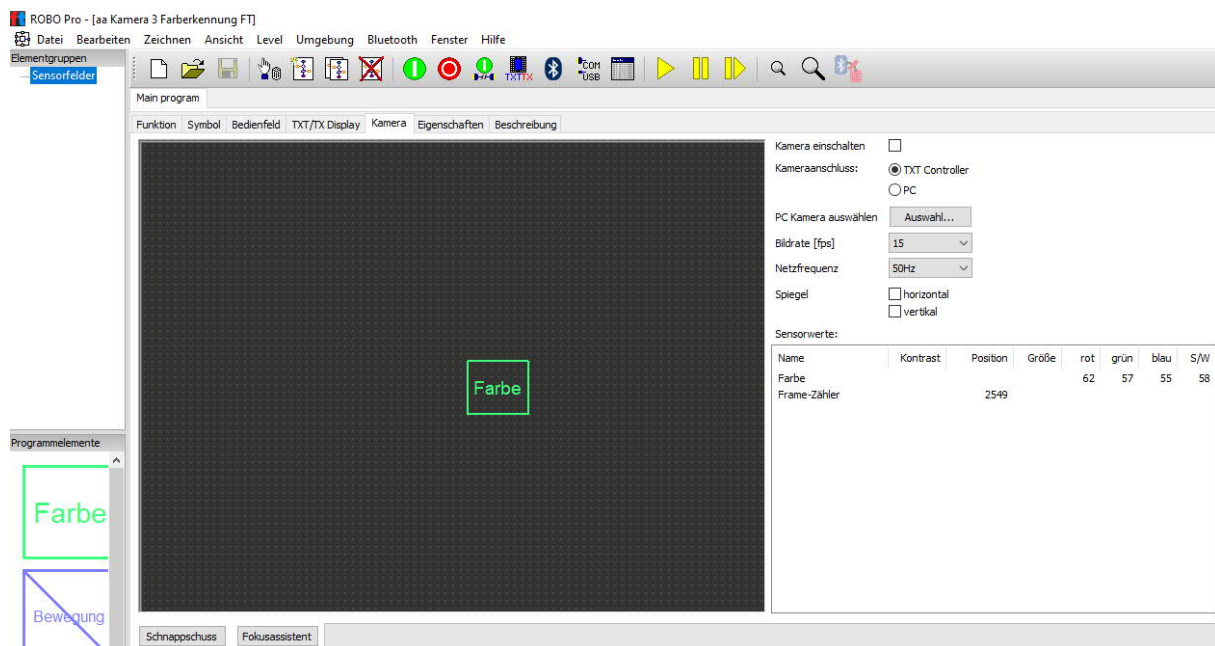 ROBO Pro - [aa Kamera 3 Farberkennung FT]
Datei Bearbeiten Zeichnen Ansicht Level Umgebung Bluetooth Fenster Hilfe
Elementgruppen
Sensorfelder
TXTTX
COM
USB
Main program
Funktion Symbol Bedienfeld TXT/TX Display Kamera Eigenschaften Beschreibung
Kamera einschalten
Kameraanschluss: TXT Controller
PC
PC Kamera auswählen Auswahl...
Bildrate [fps] 15
Netzfrequenz 50Hz
Spiegel horizontal
vertikal
Sensorwerte:
Name Kontrast Position Größe rot grün blau S/W
Farbe 62 57 55 58
Frame-Zähler 2549
Farbe
Programmelemente
Farbe
Bewegung
Schnappschuss Fokusassistent